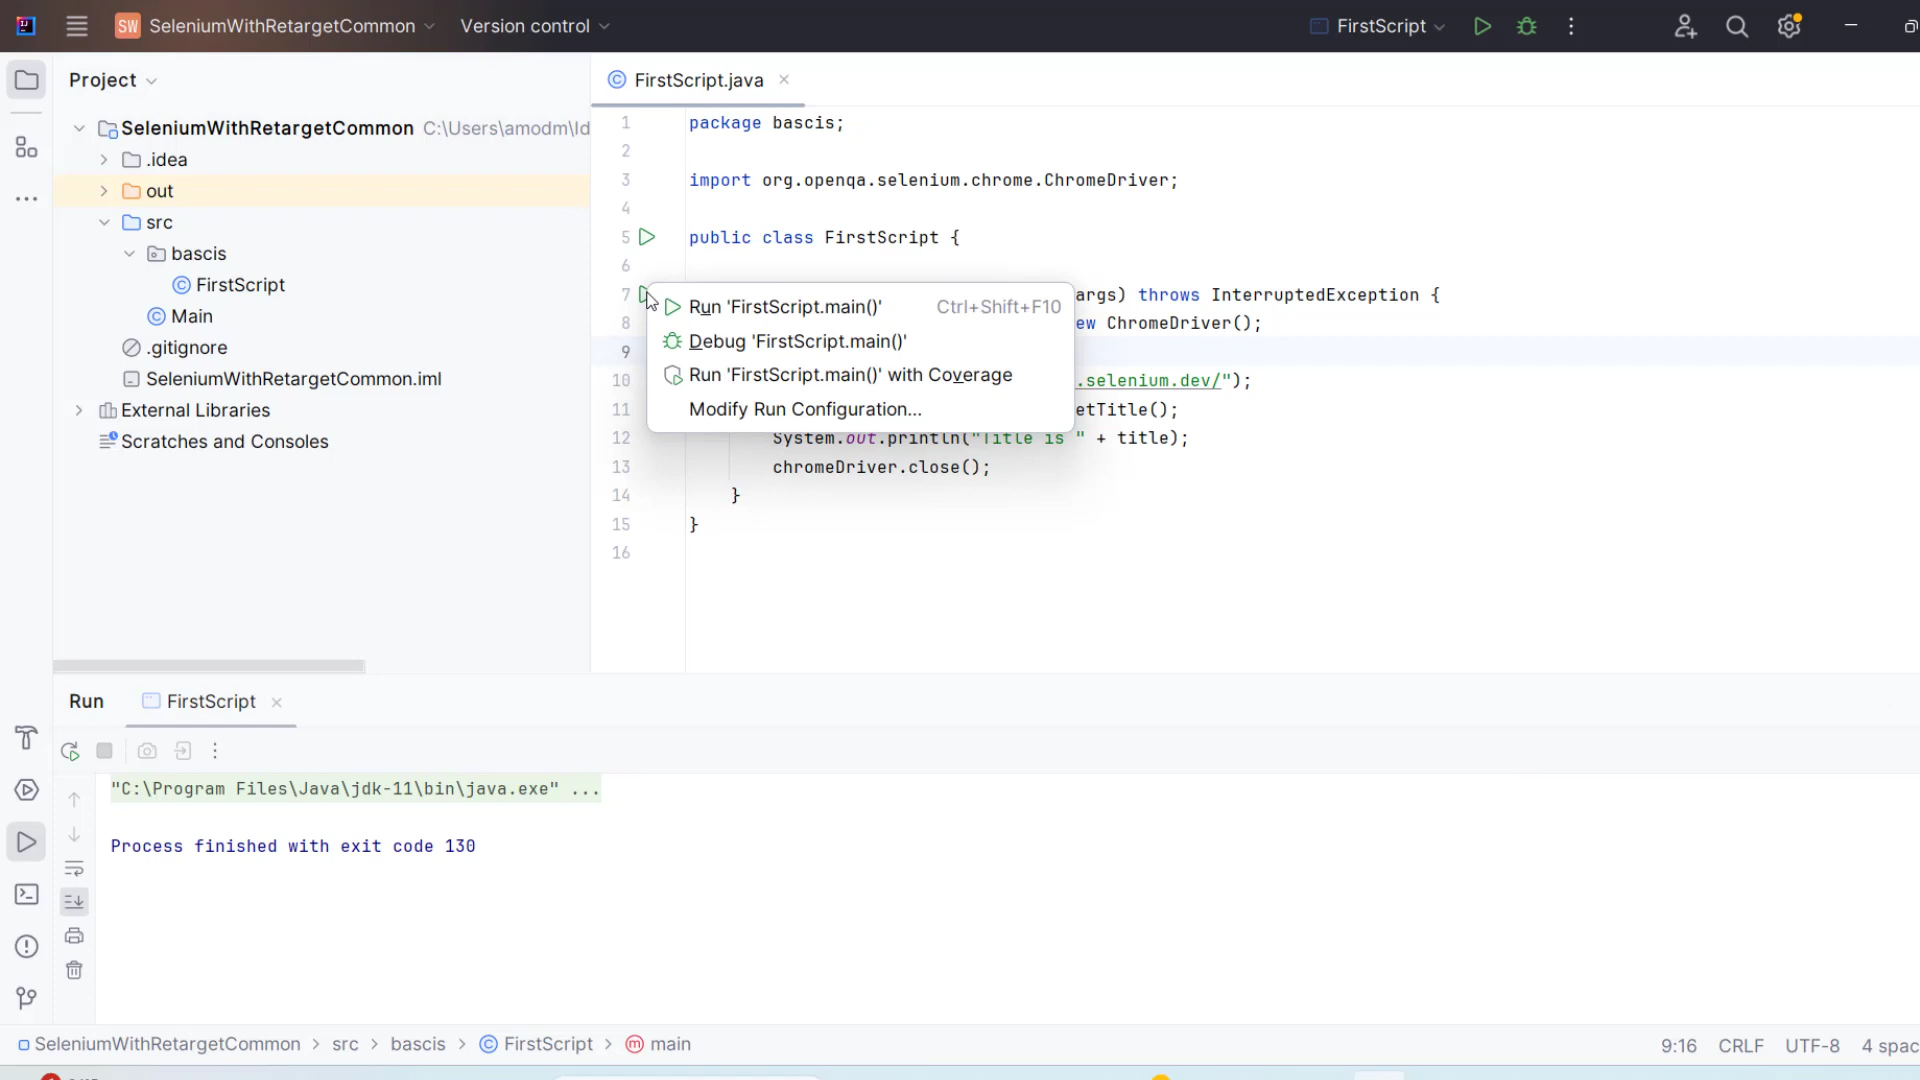 SW SeleniumWithRetargetCommon Version control FirstScript
Project
FirstScript.java
SeleniumWithRetargetCommon C:\Users\amodm\Id
.idea
out
src
bascis
FirstScript
Main
.gitignore
SeleniumWithRetargetCommon.iml
External Libraries
Scratches and Consoles
1 package bascis;
2
3 import org.openqa.selenium.chrome.ChromeDriver;
4
5 public class FirstScript {
6
7 args) throws InterruptedException {
8 ew ChromeDriver();
9
10 .selenium.dev/");
11 etTitle();
12 System.out.println("Title is " + title);
13 chromeDriver.close();
14 }
15 }
16
Run 'FirstScript.main()' Ctrl+Shift+F10
Debug 'FirstScript.main()'
Run 'FirstScript.main()' with Coverage
Modify Run Configuration...
Run FirstScript
"C:\Program Files\Java\jdk-11\bin\java.exe" ...
Process finished with exit code 130
SeleniumWithRetargetCommon > src > bascis > FirstScript > main
9:16 CRLF UTF-8 4 spac